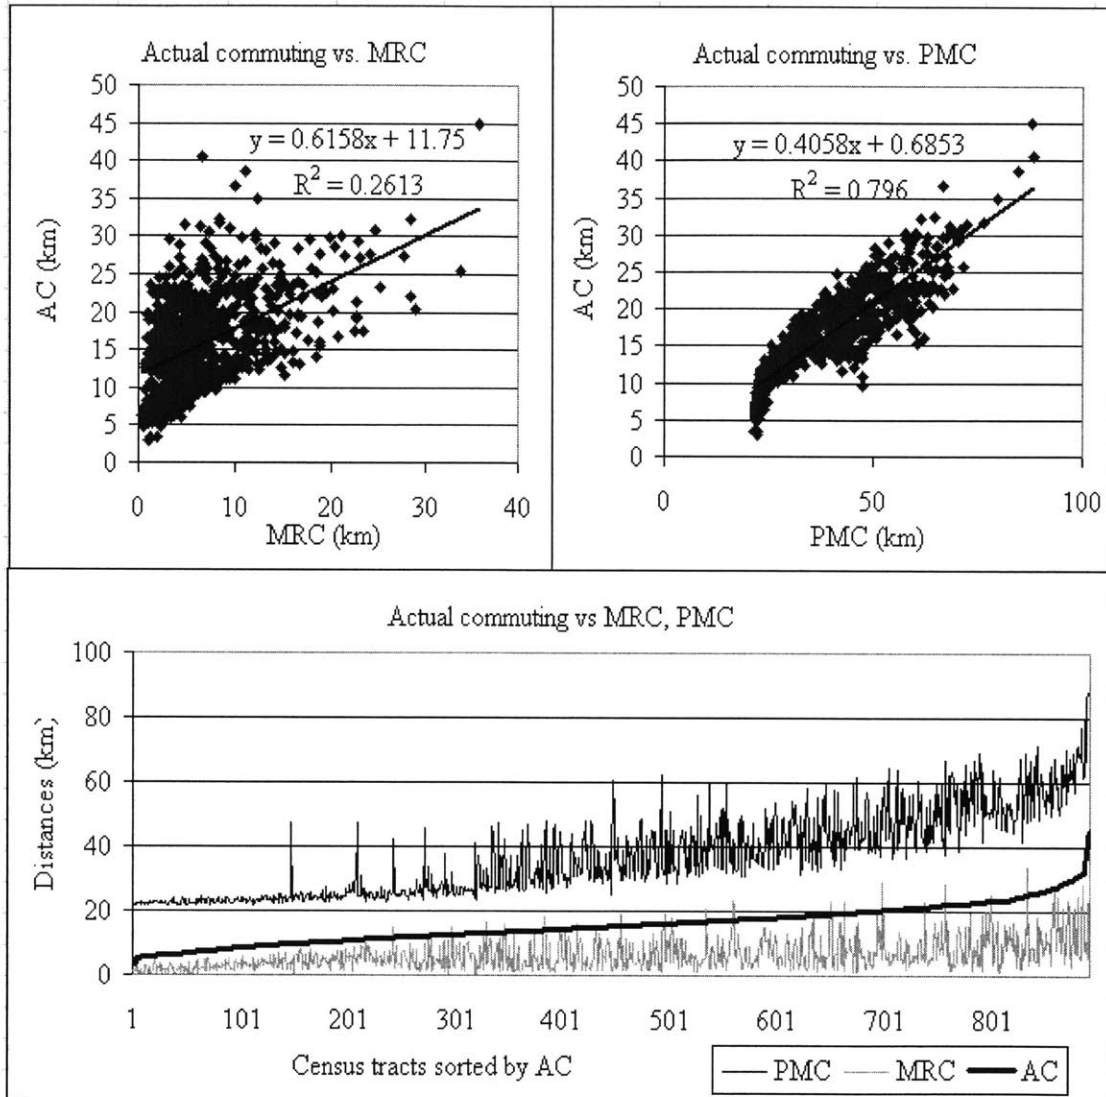 Actual commuting vs. MRC
50
45
40
35
30
25
20
15
10
5
0
AC (km)
y = 0.6158x + 11.75
R² = 0.2613
0 10 20 30 40
MRC (km)
Actual commuting vs. PMC
50
45
40
35
30
25
20
15
10
5
0
AC (km)
y = 0.4058x + 0.6853
R² = 0.796
0 50 100
PMC (km)
Actual commuting vs MRC, PMC
100
80
60
40
20
0
Distances (km)
1 101 201 301 401 501 601 701 801
Census tracts sorted by AC
PMC MRC AC